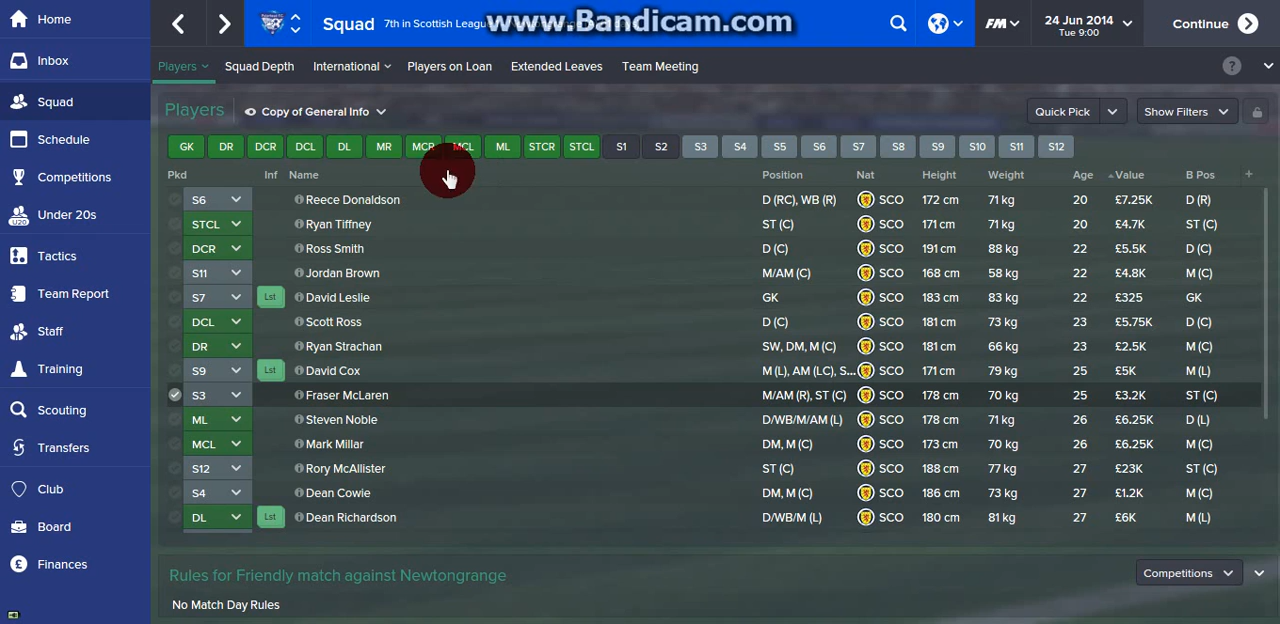 Home
Inbox
Squad
Schedule
Competitions
Under 20s
Tactics
Team Report
Staff
Training
Scouting
Transfers
Club
Board
Finances
Squad 7th in Scottish League
www.Bandicam.com
FM
24 Jun 2014
Tue 9:00
Continue
Players Squad Depth International Players on Loan Extended Leaves Team Meeting ?
Players Copy of General Info Quick Pick Show Filters
GK DR DCR DCL DL MR MCR MCL ML STCR STCL S1 S2 S3 S4 S5 S6 S7 S8 S9 S10 S11 S12
Pkd Inf Name Position Nat Height Weight Age Value B Pos +
S6 Reece Donaldson D (RC), WB (R) SCO 172 cm 71 kg 20 £7.25K D (R)
STCL Ryan Tiffney ST (C) SCO 171 cm 71 kg 20 £4.7K ST (C)
DCR Ross Smith D (C) SCO 191 cm 88 kg 22 £5.5K D (C)
S11 Jordan Brown M/AM (C) SCO 168 cm 58 kg 22 £4.8K M (C)
S7 Lst David Leslie GK SCO 183 cm 83 kg 22 £325 GK
DCL Scott Ross D (C) SCO 181 cm 73 kg 23 £5.75K D (C)
DR Ryan Strachan SW, DM, M (C) SCO 181 cm 66 kg 23 £2.5K M (C)
S9 Lst David Cox M (L), AM (LC), S... SCO 171 cm 79 kg 25 £5K M (L)
S3 Fraser McLaren M/AM (R), ST (C) SCO 178 cm 70 kg 25 £3.2K ST (C)
ML Steven Noble D/WB/M/AM (L) SCO 178 cm 71 kg 26 £6.25K D (L)
MCL Mark Millar DM, M (C) SCO 173 cm 70 kg 26 £6.25K M (C)
S12 Rory McAllister ST (C) SCO 188 cm 77 kg 27 £23K ST (C)
S4 Dean Cowie DM, M (C) SCO 186 cm 73 kg 27 £1.2K M (C)
DL Lst Dean Richardson D/WB/M (L) SCO 180 cm 81 kg 27 £6K M (L)
Rules for Friendly match against Newtongrange Competitions
No Match Day Rules